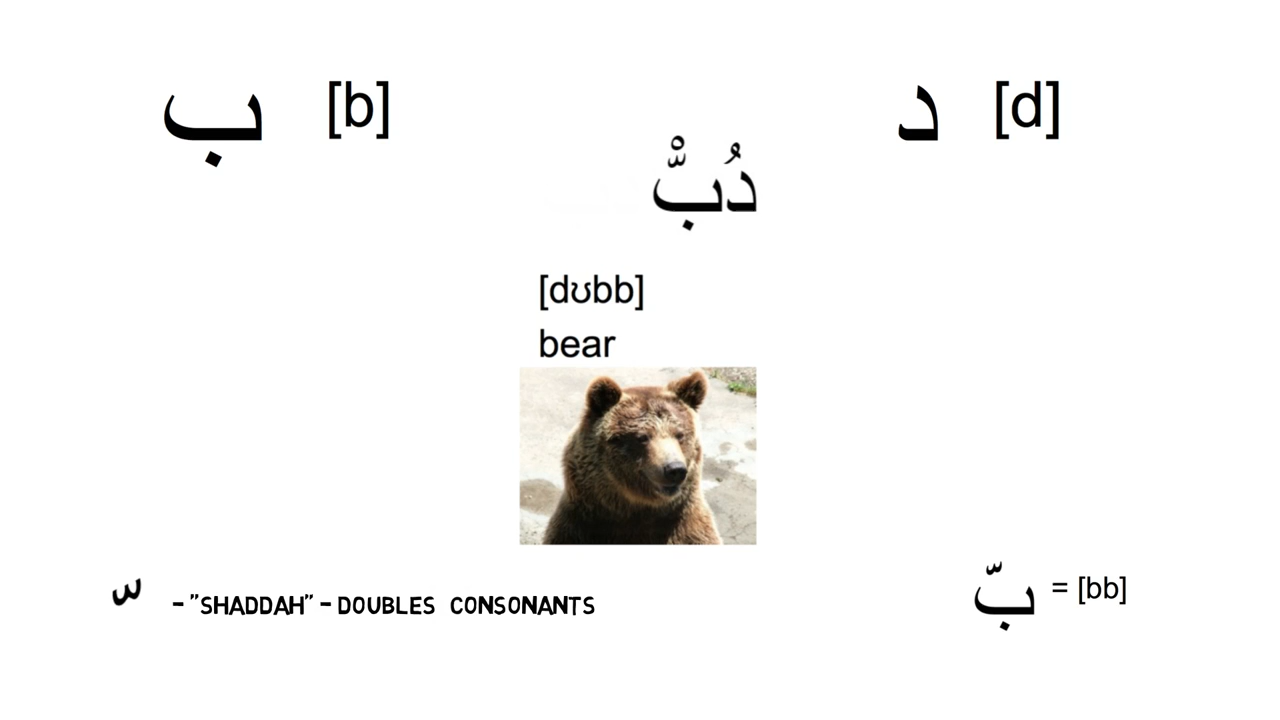 ب [b]
د [d]
دُبّْ
[dʊbb]
bear
ّ - "SHADDAH" - DOUBLES CONSONANTS
بّ = [bb]